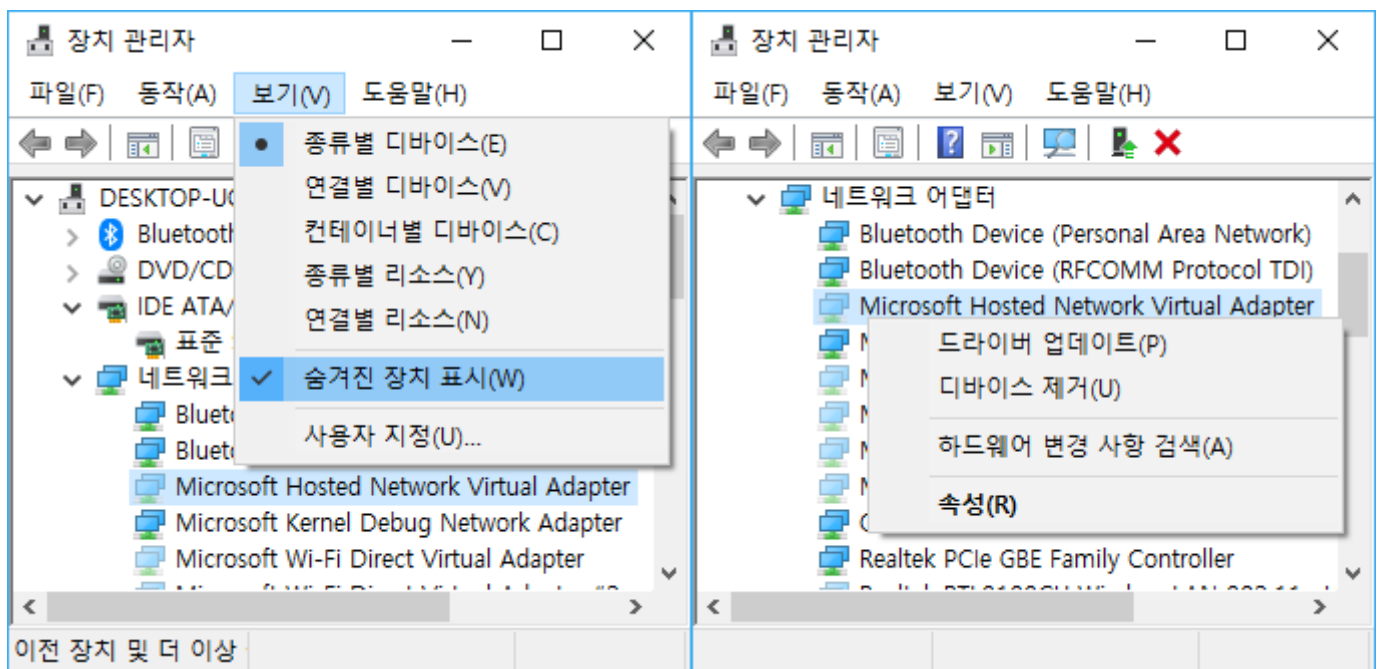 장치 관리자
파일(F) 동작(A) 보기(V) 도움말(H)
종류별 디바이스(E)
연결별 디바이스(V)
컨테이너별 디바이스(C)
종류별 리소스(Y)
연결별 리소스(N)
숨겨진 장치 표시(W)
사용자 지정(U)...
DESKTOP-UC
Bluetooth
DVD/CD
IDE ATA/
표준
네트워크
Blueto
Blueto
Microsoft Hosted Network Virtual Adapter
Microsoft Kernel Debug Network Adapter
Microsoft Wi-Fi Direct Virtual Adapter
이전 장치 및 더 이상
장치 관리자
파일(F) 동작(A) 보기(V) 도움말(H)
네트워크 어댑터
Bluetooth Device (Personal Area Network)
Bluetooth Device (RFCOMM Protocol TDI)
Microsoft Hosted Network Virtual Adapter
드라이버 업데이트(P)
디바이스 제거(U)
하드웨어 변경 사항 검색(A)
속성(R)
Realtek PCIe GBE Family Controller